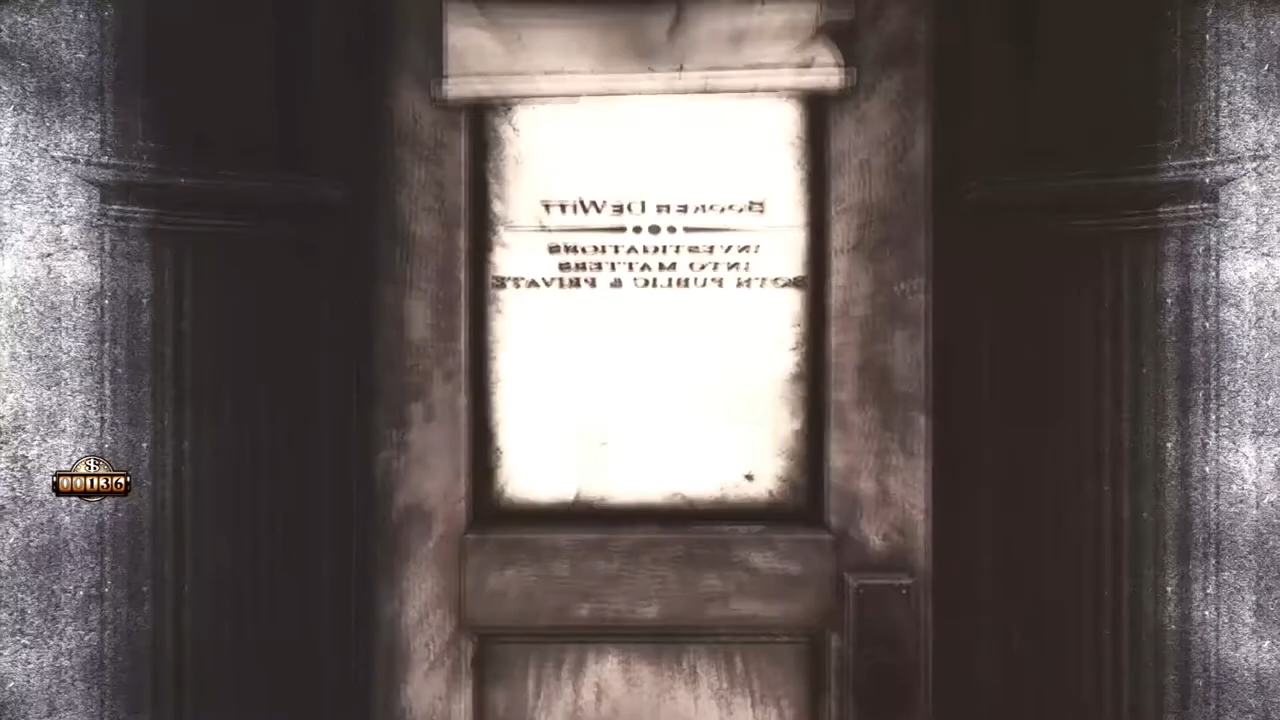 BOOKER DEWITT
INVESTIGATIONS
INTO MATTERS
BOTH PUBLIC & PRIVATE
$
00136